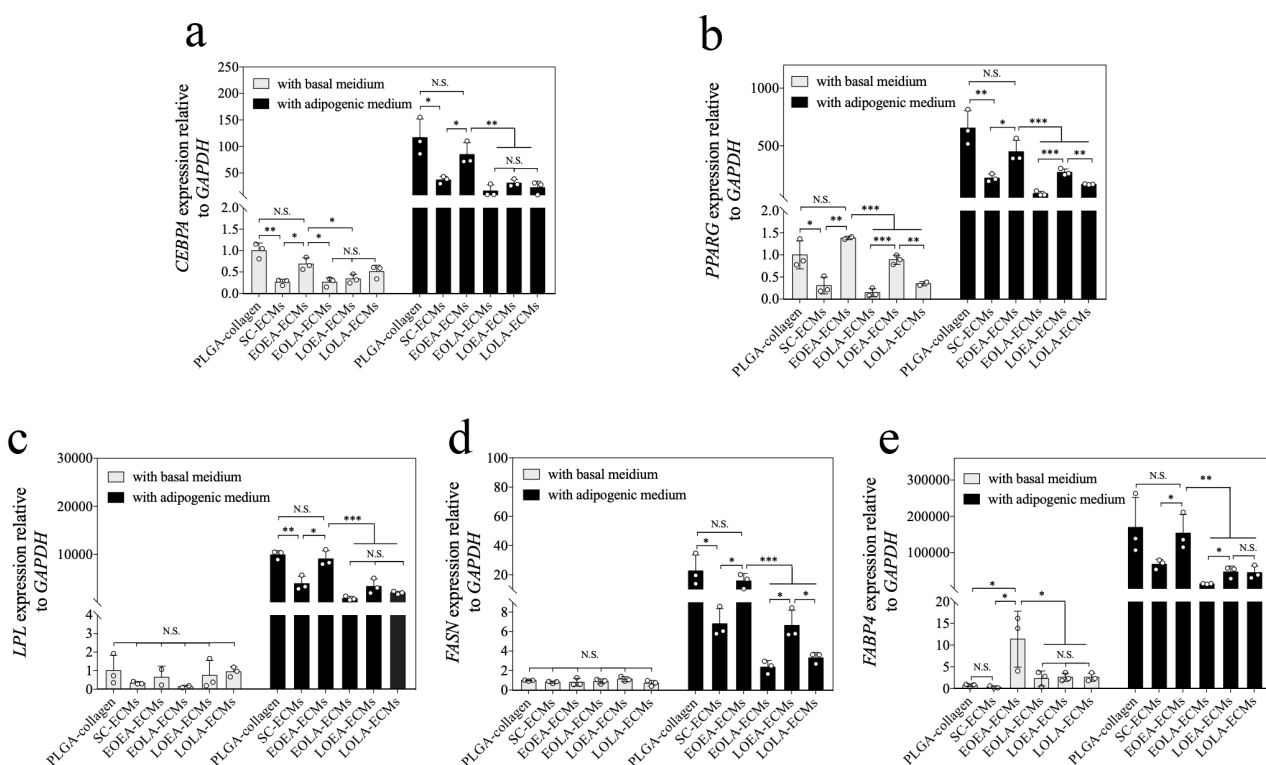 a
CEBPA expression relative
to GAPDH
250
200
150
100
50
2.0
1.5
1.0
0.5
0.0
with basal meidium
with adipogenic medium
N.S.
**
*
*
*
N.S.
N.S.
*
*
**
N.S.
PLGA-collagen
SC-ECMs
EOEA-ECMs
EOLA-ECMs
LOEA-ECMs
LOLA-ECMs
PLGA-collagen
SC-ECMs
EOEA-ECMs
EOLA-ECMs
LOEA-ECMs
LOLA-ECMs
b
PPARG expression relative
to GAPDH
1000
500
2.0
1.5
1.0
0.5
0.0
with basal meidium
with adipogenic medium
N.S.
*
**
***
***
**
N.S.
**
*
***
***
**
PLGA-collagen
SC-ECMs
EOEA-ECMs
EOLA-ECMs
LOEA-ECMs
LOLA-ECMs
PLGA-collagen
SC-ECMs
EOEA-ECMs
EOLA-ECMs
LOEA-ECMs
LOLA-ECMs
c
LPL expression relative
to GAPDH
30000
20000
10000
4
3
2
1
0
with basal meidium
with adipogenic medium
N.S.
N.S.
**
*
***
N.S.
PLGA-collagen
SC-ECMs
EOEA-ECMs
EOLA-ECMs
LOEA-ECMs
LOLA-ECMs
PLGA-collagen
SC-ECMs
EOEA-ECMs
EOLA-ECMs
LOEA-ECMs
LOLA-ECMs
d
FASN expression relative
to GAPDH
100
80
60
40
20
8
6
4
2
0
with basal meidium
with adipogenic medium
N.S.
N.S.
*
*
***
*
*
PLGA-collagen
SC-ECMs
EOEA-ECMs
EOLA-ECMs
LOEA-ECMs
LOLA-ECMs
PLGA-collagen
SC-ECMs
EOEA-ECMs
EOLA-ECMs
LOEA-ECMs
LOLA-ECMs
e
FABP4 expression relative
to GAPDH
300000
200000
100000
20
15
10
5
0
with basal meidium
with adipogenic medium
*
*
N.S.
*
N.S.
N.S.
*
**
*
N.S.
PLGA-collagen
SC-ECMs
EOEA-ECMs
EOLA-ECMs
LOEA-ECMs
LOLA-ECMs
PLGA-collagen
SC-ECMs
EOEA-ECMs
EOLA-ECMs
LOEA-ECMs
LOLA-ECMs